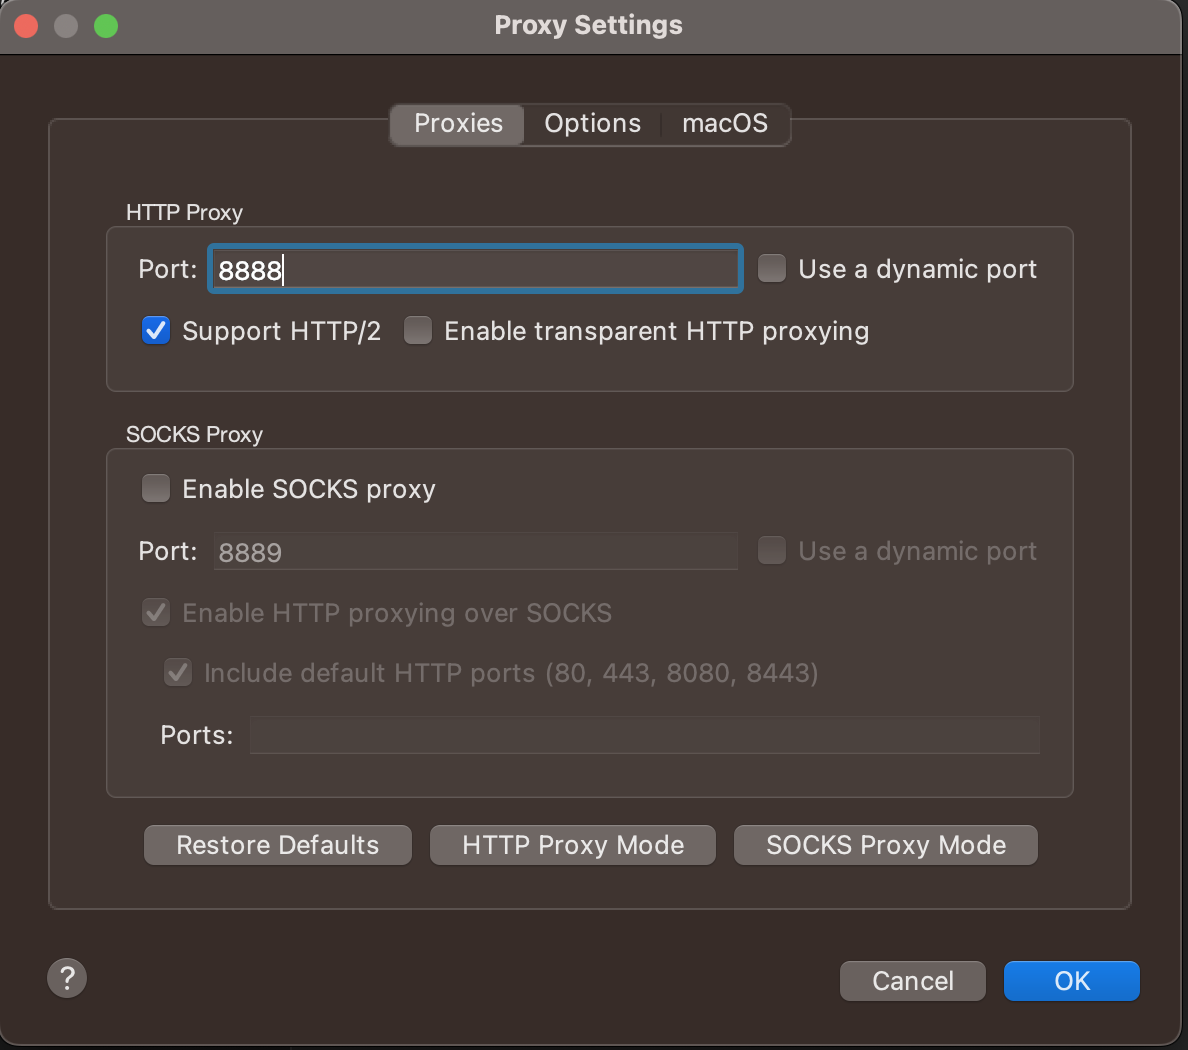 Proxy Settings
Proxies Options macOS
HTTP Proxy
Port: 8888 Use a dynamic port
Support HTTP/2 Enable transparent HTTP proxying
SOCKS Proxy
Enable SOCKS proxy
Port: 8889 Use a dynamic port
Enable HTTP proxying over SOCKS
Include default HTTP ports (80, 443, 8080, 8443)
Ports:
Restore Defaults HTTP Proxy Mode SOCKS Proxy Mode
? Cancel OK